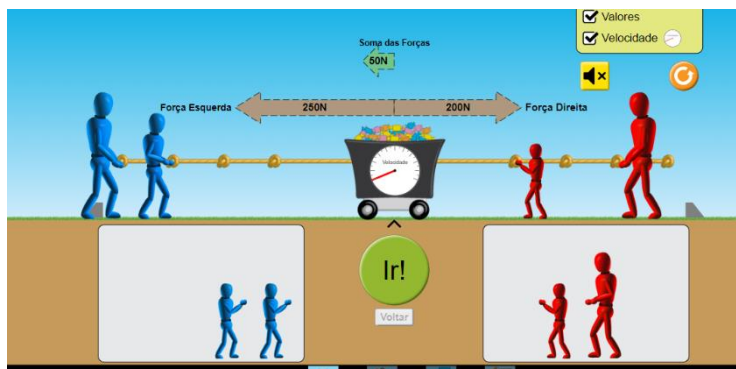 Valores
Velocidade
Soma das Forças
50N
Força Esquerda
250N
200N
Força Direita
Velocidade
Ir!
Voltar